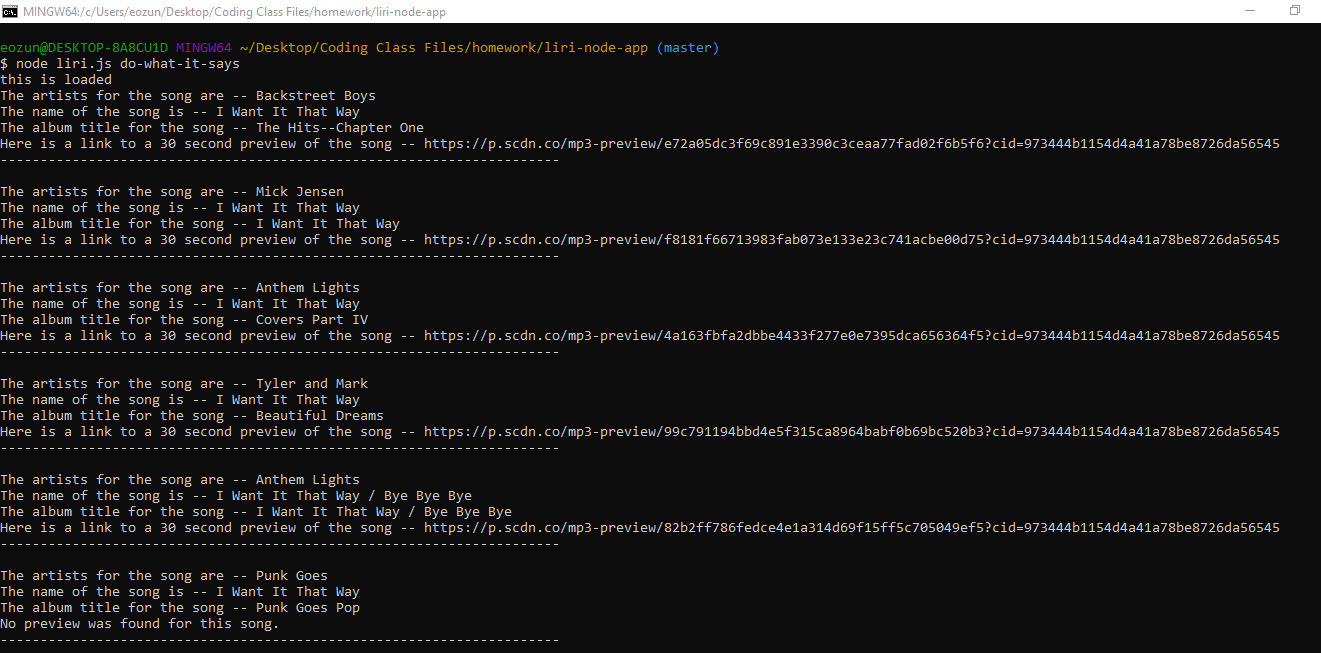 MINGW64:/c/Users/eozun/Desktop/Coding Class Files/homework/liri-node-app
eozun@DESKTOP-8A8CU1D MINGW64 ~/Desktop/Coding Class Files/homework/liri-node-app (master)
$ node liri.js do-what-it-says
this is loaded
The artists for the song are -- Backstreet Boys
The name of the song is -- I Want It That Way
The album title for the song -- The Hits--Chapter One
Here is a link to a 30 second preview of the song -- https://p.scdn.co/mp3-preview/e72a05dc3f69c891e3390c3ceaa77fad02f6b5f6?cid=973444b1154d4a41a78be8726da56545
----------------------------------------------------------------------
The artists for the song are -- Mick Jensen
The name of the song is -- I Want It That Way
The album title for the song -- I Want It That Way
Here is a link to a 30 second preview of the song -- https://p.scdn.co/mp3-preview/f8181f66713983fab073e133e23c741acbe00d75?cid=973444b1154d4a41a78be8726da56545
----------------------------------------------------------------------
The artists for the song are -- Anthem Lights
The name of the song is -- I Want It That Way
The album title for the song -- Covers Part IV
Here is a link to a 30 second preview of the song -- https://p.scdn.co/mp3-preview/4a163fbfa2dbbe4433f277e0e7395dca656364f5?cid=973444b1154d4a41a78be8726da56545
----------------------------------------------------------------------
The artists for the song are -- Tyler and Mark
The name of the song is -- I Want It That Way
The album title for the song -- Beautiful Dreams
Here is a link to a 30 second preview of the song -- https://p.scdn.co/mp3-preview/99c791194bbd4e5f315ca8964babf0b69bc520b3?cid=973444b1154d4a41a78be8726da56545
----------------------------------------------------------------------
The artists for the song are -- Anthem Lights
The name of the song is -- I Want It That Way / Bye Bye Bye
The album title for the song -- I Want It That Way / Bye Bye Bye
Here is a link to a 30 second preview of the song -- https://p.scdn.co/mp3-preview/82b2ff786fedce4e1a314d69f15ff5c705049ef5?cid=973444b1154d4a41a78be8726da56545
----------------------------------------------------------------------
The artists for the song are -- Punk Goes
The name of the song is -- I Want It That Way
The album title for the song -- Punk Goes Pop
No preview was found for this song.
----------------------------------------------------------------------